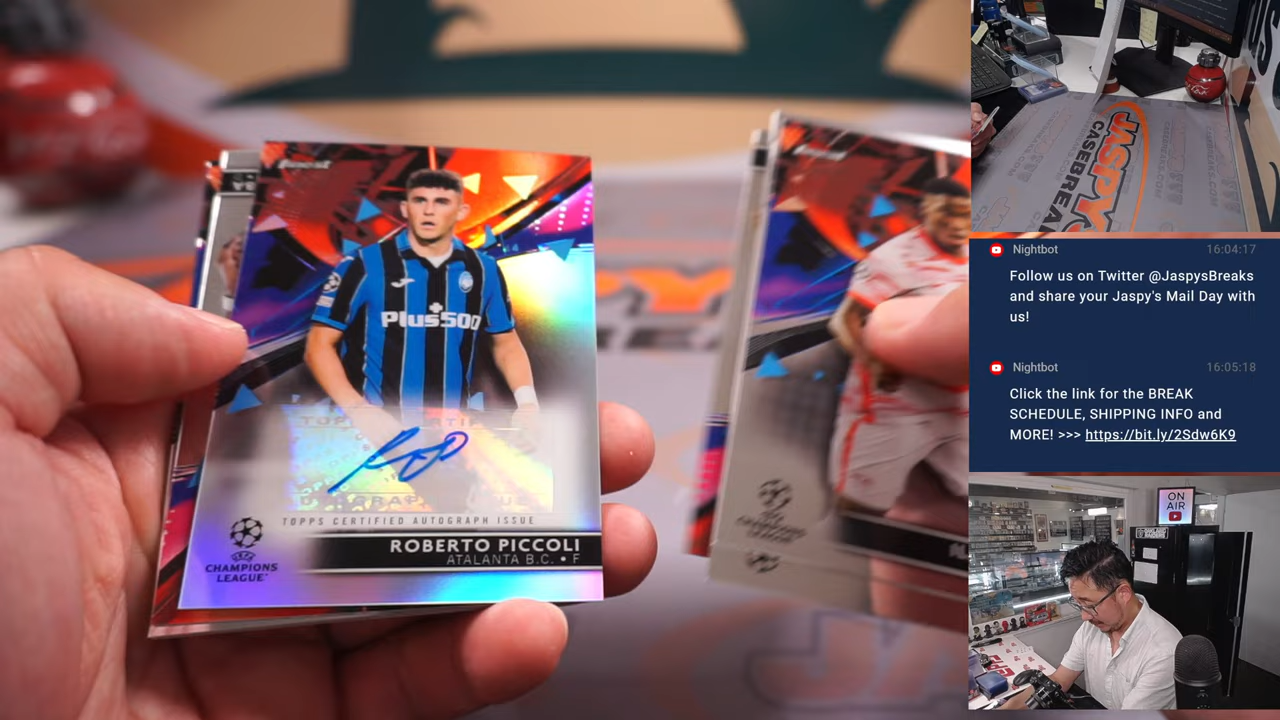 Plus500
TOPPS CERTIFIED AUTOGRAPH ISSUE
ROBERTO PICCOLI
ATALANTA B.C. • F
UEFA
CHAMPIONS
LEAGUE
JASPYS
CASEBREAK
Nightbot 16:04:17
Follow us on Twitter @JaspysBreaks
and share your Jaspy's Mail Day with
us!
Nightbot 16:05:18
Click the link for the BREAK
SCHEDULE, SHIPPING INFO and
MORE! >>> https://bit.ly/2Sdw6K9
ON
AIR